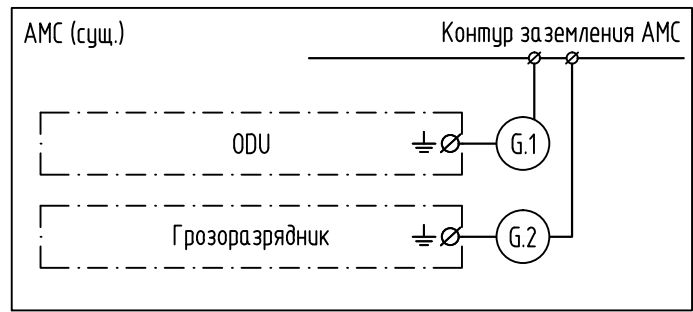 АМС (сущ.)
Контур заземления АМС
ODU
G.1
Грозоразрядник
G.2